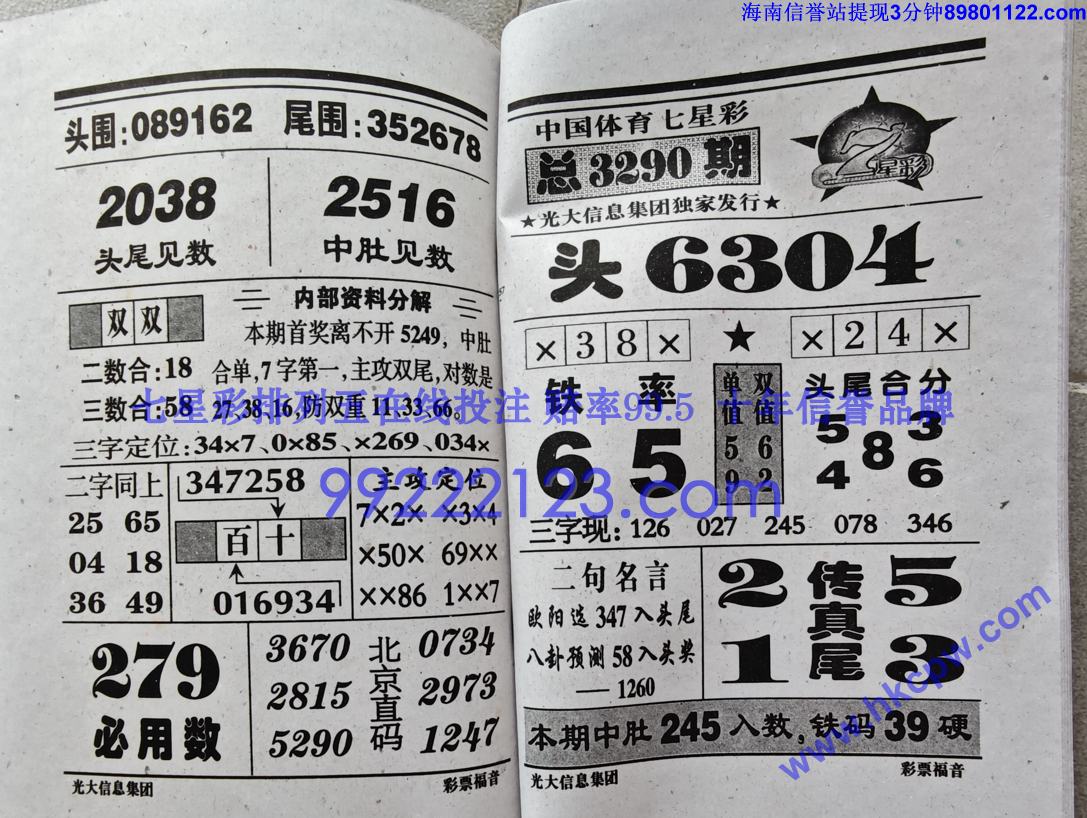 海南信誉站提现3分钟89801122.com
头围:089162 尾围:352678
2038 2516
头尾见数 中肚见数
双双
内部资料分解
本期首奖离不开5249，中肚
二数合:18 合单,7字第一,主攻双尾,对数是
三数合:58 27,38,16,防双重11,33,66。
三字定位:34×7、0×85、×269、034×
二字同上
25 65
04 18
36 49
347258
百十
016934
主攻定位
7×2× ×3×4
×50× 69××
××86 1××7
279
必用数
3670 0734
2815 2973
5290 1247
北京直码
光大信息集团 彩票福音
中国体育七星彩
总3290期
★光大信息集团独家发行★
星彩
头6304
×38× ★ ×24×
铁率
65
单值59
双值62
头尾合分
5 3
8
4 6
三字现: 126 027 245 078 346
二句名言
欧阳选347入头尾
八卦预测58入头奖
——1260
2 5
传真尾
1 3
本期中肚245入数,铁码39硬
光大信息集团 彩票福音
七星彩排列五在线投注 赔率99.5 十年信誉品牌
99222123.com
www.hkcpw.com